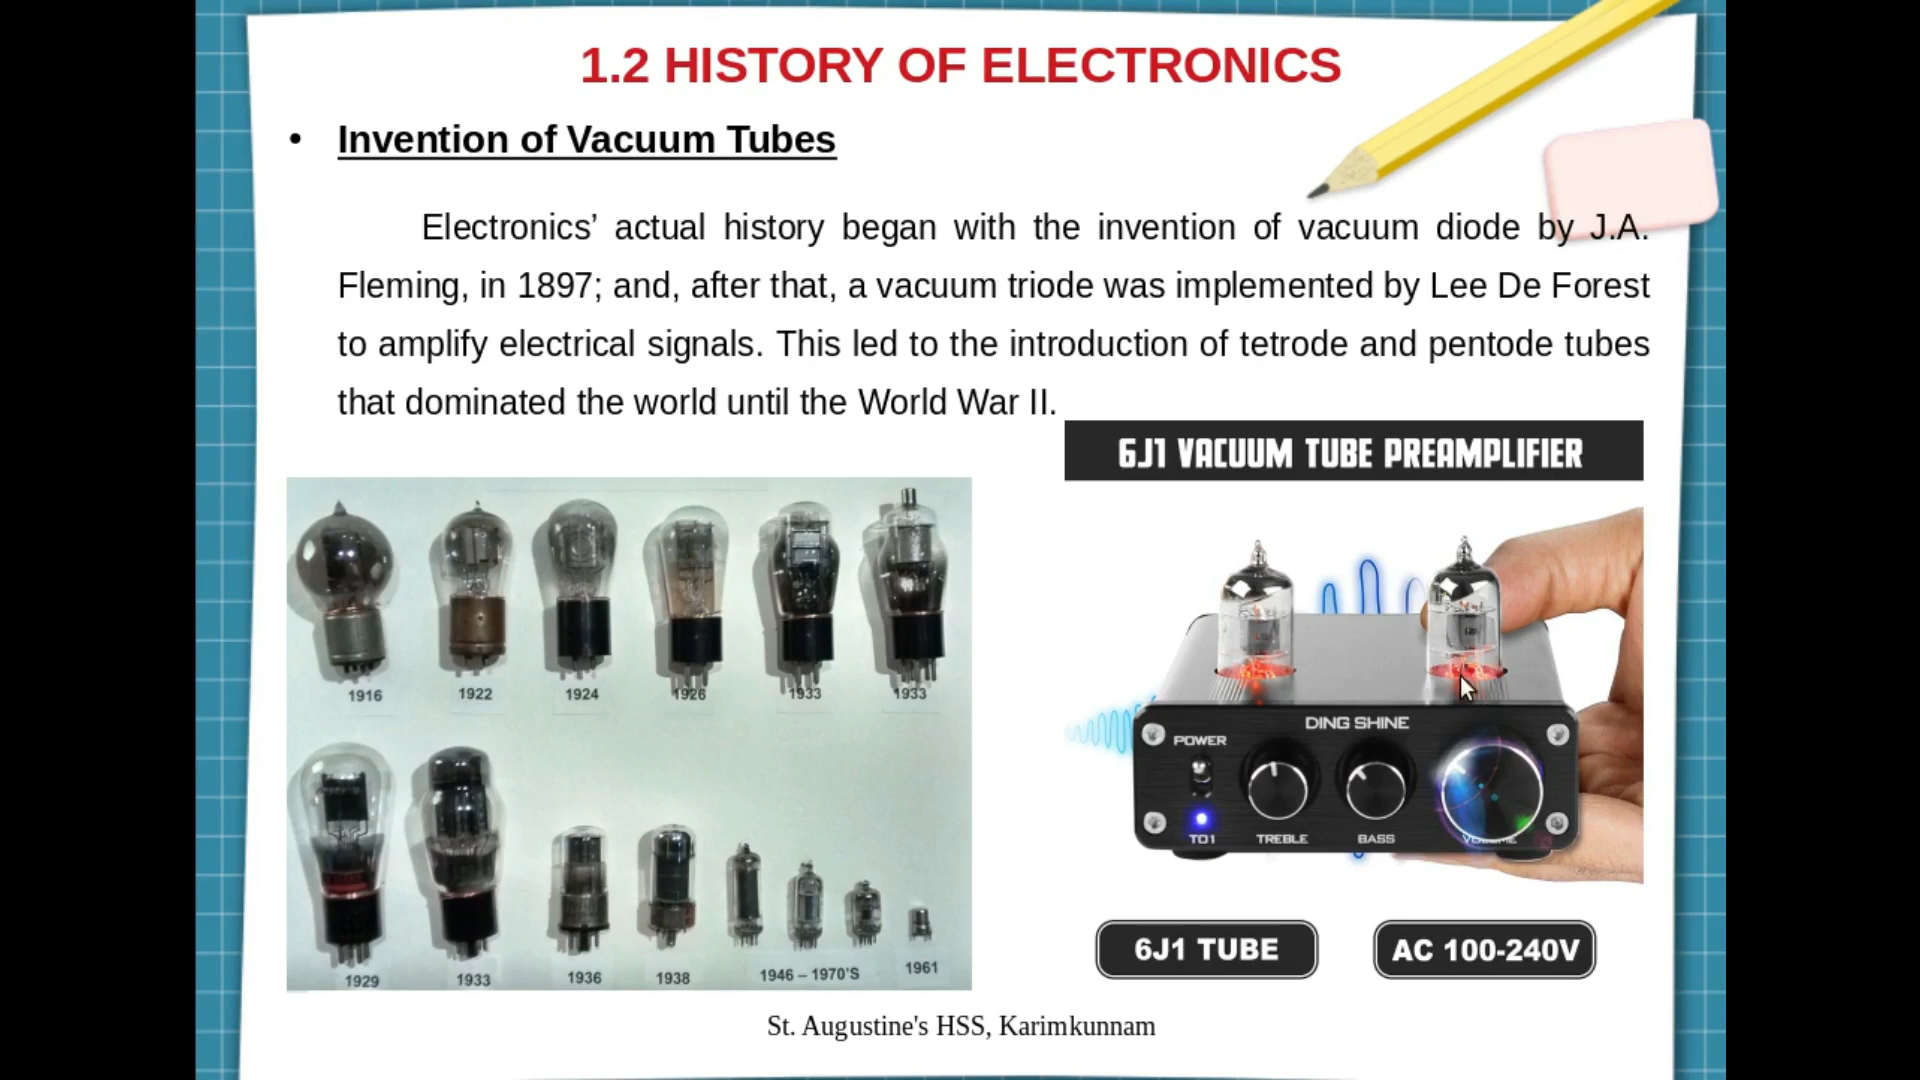 1.2 HISTORY OF ELECTRONICS
• Invention of Vacuum Tubes
Electronics’ actual history began with the invention of vacuum diode by J.A.
Fleming, in 1897; and, after that, a vacuum triode was implemented by Lee De Forest
to amplify electrical signals. This led to the introduction of tetrode and pentode tubes
that dominated the world until the World War II.
6J1 VACUUM TUBE PREAMPLIFIER
1916 1922 1924 1926 1933 1933
1929 1933 1936 1938 1946 – 1970'S 1961
DING SHINE
POWER
TO1 TREBLE BASS VOLUME
6J1 TUBE AC 100-240V
St. Augustine's HSS, Karimkunnam